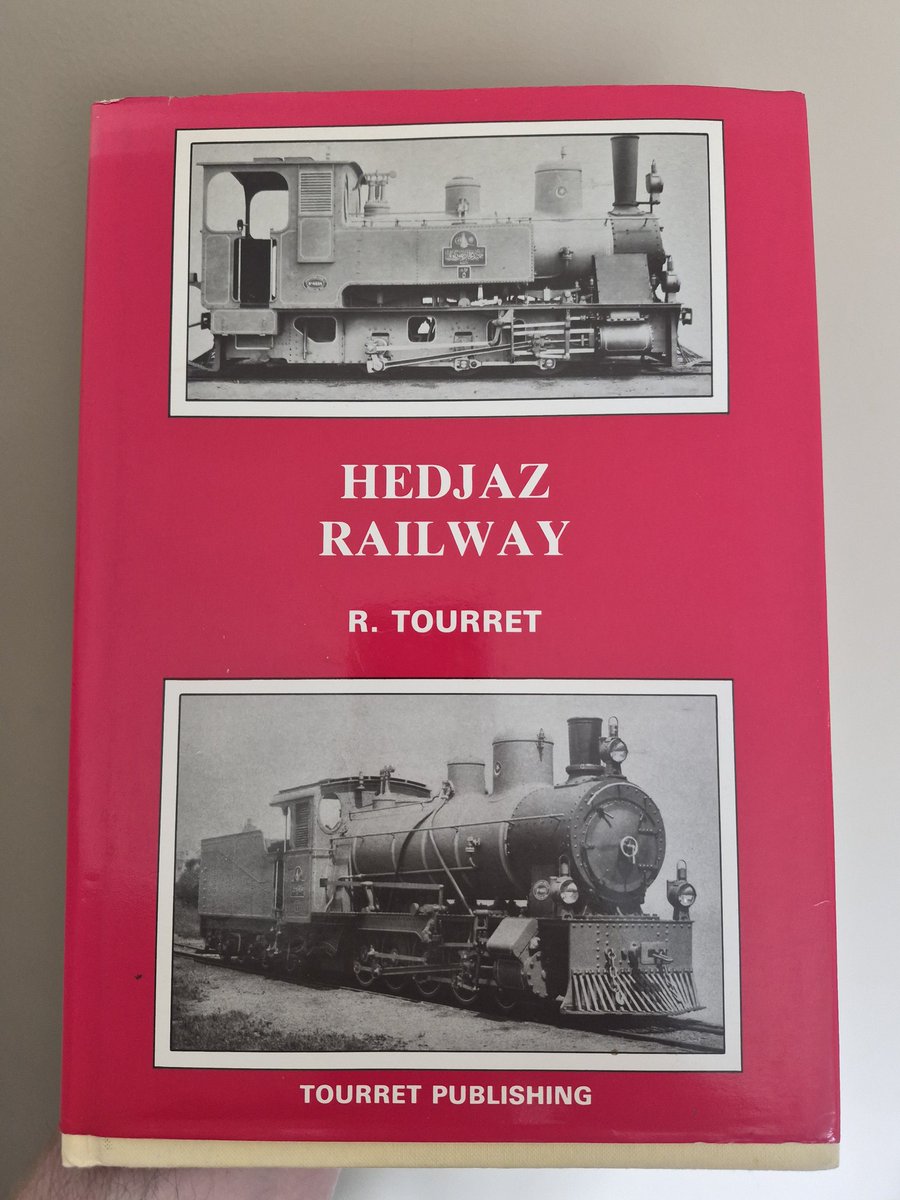 HEDJAZ
RAILWAY
R. TOURRET
TOURRET PUBLISHING